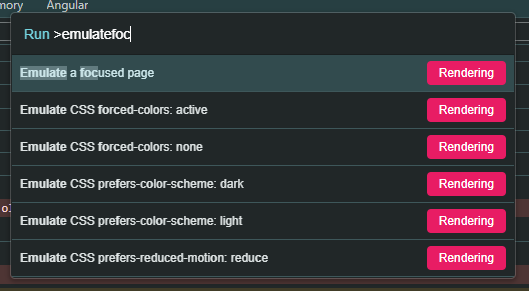 mory Angular
Run >emulatefoc
Emulate a focused page Rendering
Emulate CSS forced-colors: active Rendering
Emulate CSS forced-colors: none Rendering
Emulate CSS prefers-color-scheme: dark Rendering
Emulate CSS prefers-color-scheme: light Rendering
Emulate CSS prefers-reduced-motion: reduce Rendering